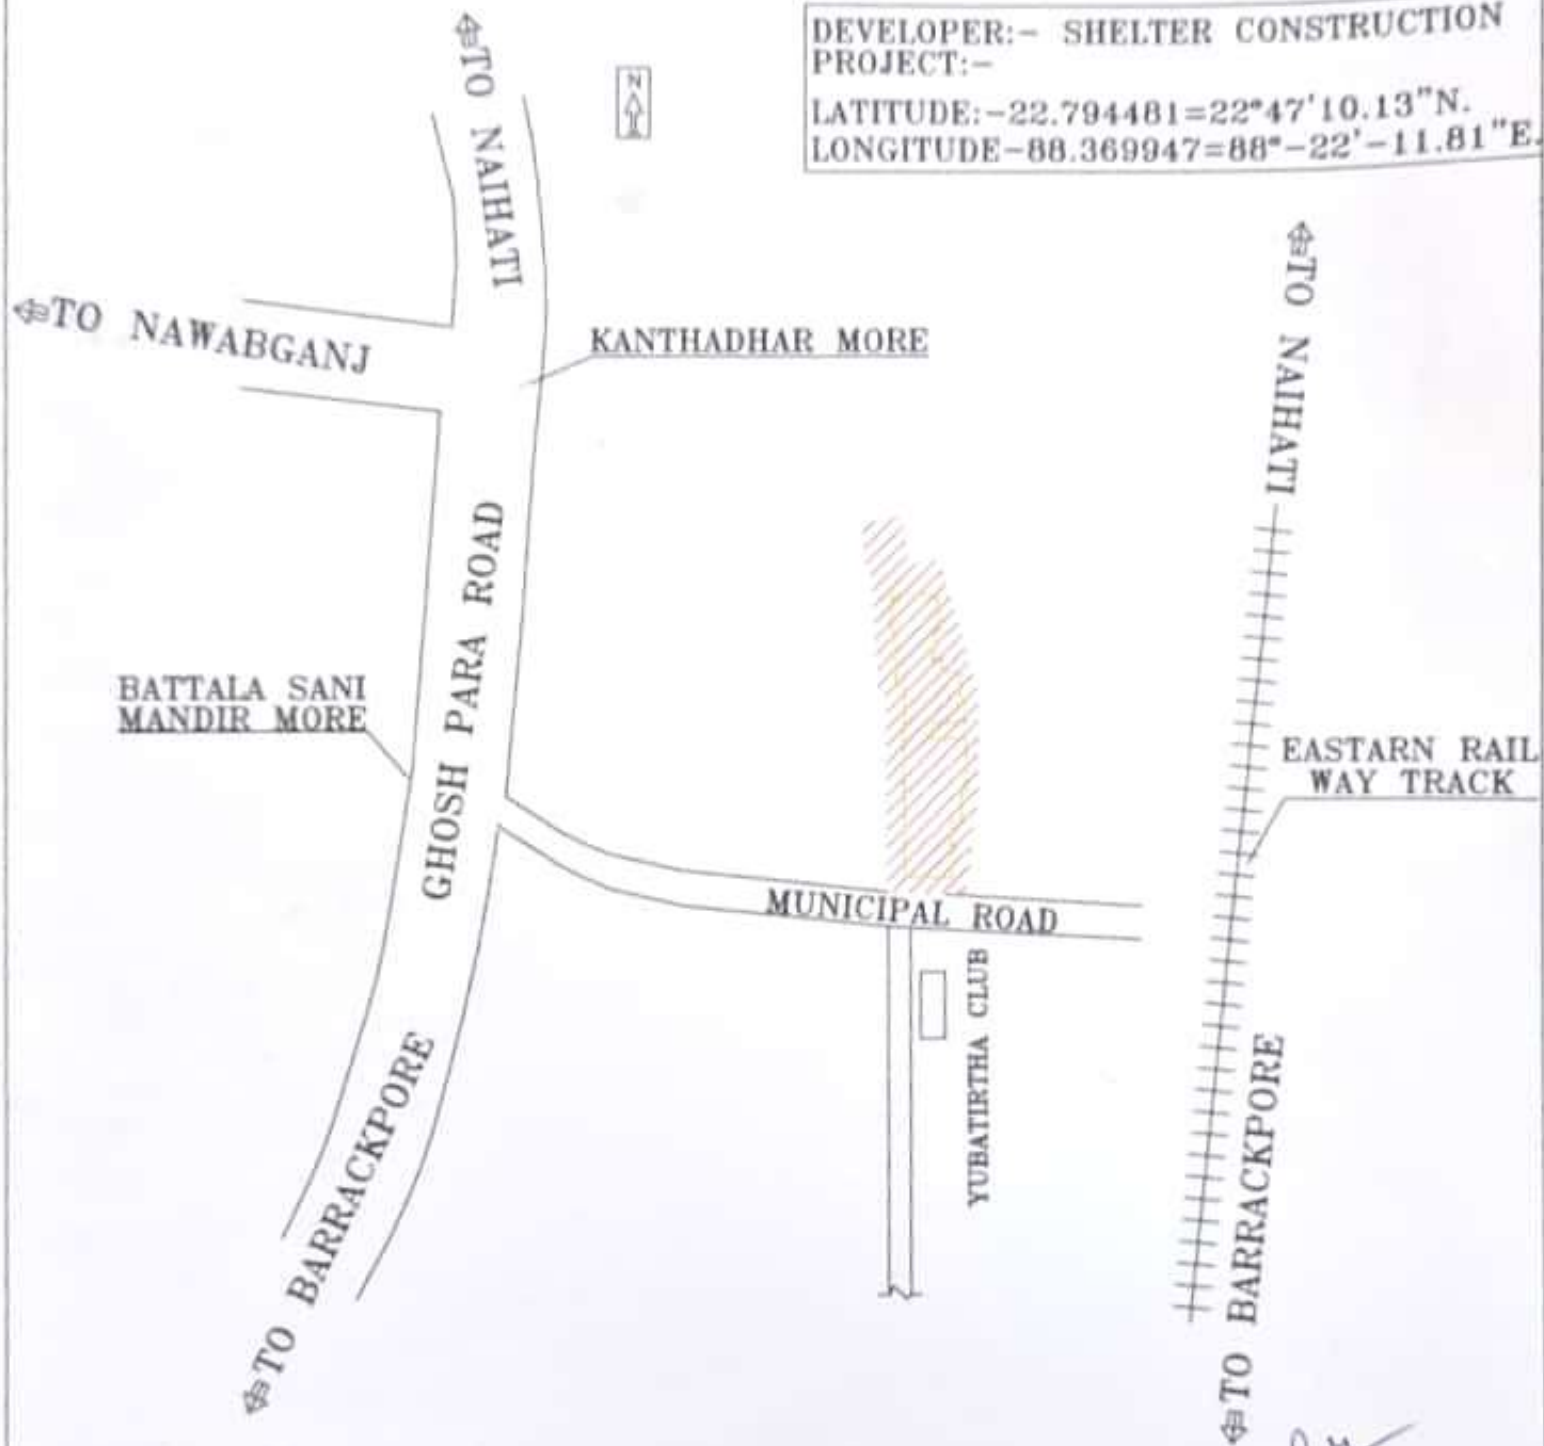 DEVELOPER:- SHELTER CONSTRUCTION
PROJECT:-
LATITUDE:-22.794481=22°47'10.13"N.
LONGITUDE-88.369947=88°-22'-11.81"E.
TO NAIHATI
N
TO NAWABGANJ
KANTHADHAR MORE
TO NAIHATI
GHOSH PARA ROAD
BATTALA SANI
MANDIR MORE
EASTARN RAIL
WAY TRACK
MUNICIPAL ROAD
YUBATIRTHA CLUB
TO BARRACKPORE
TO BARRACKPORE